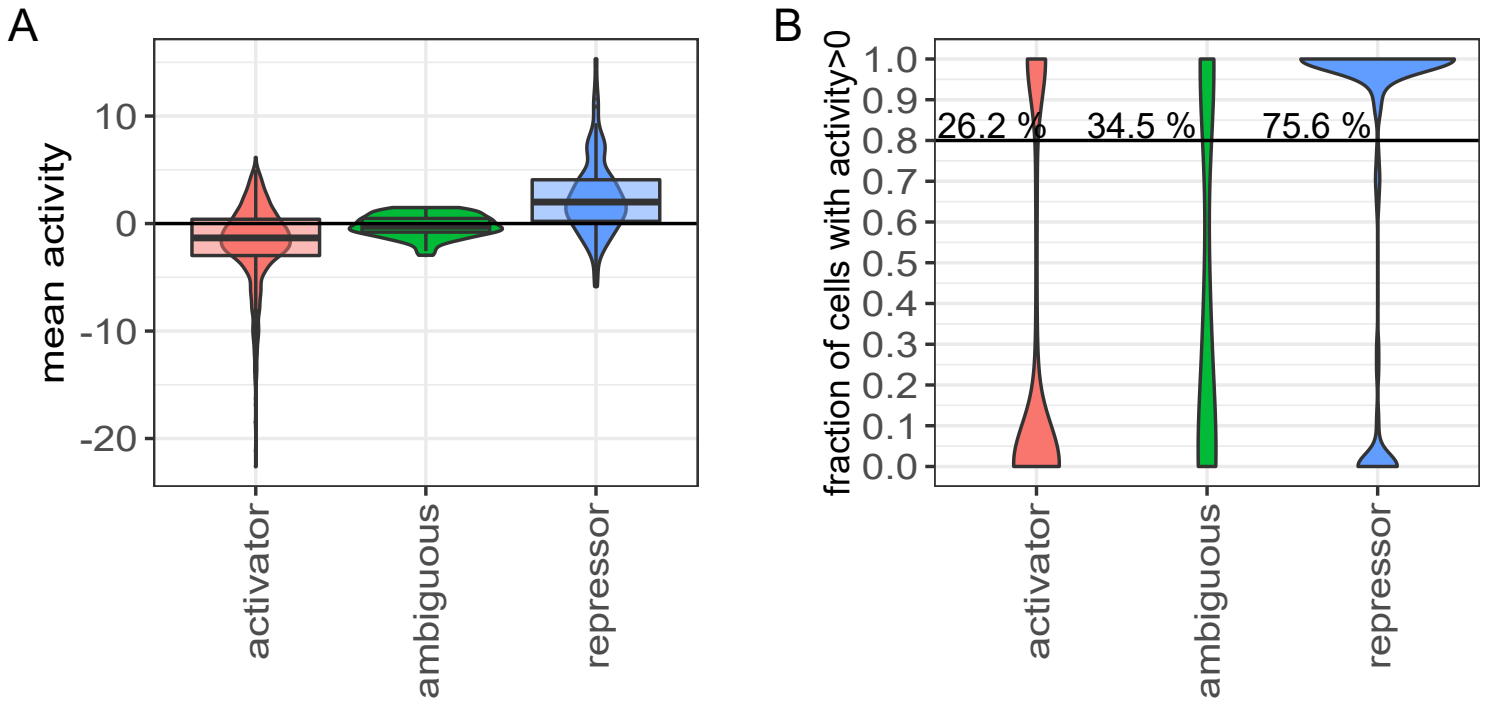 A
mean activity
10
0
-10
-20
activator
ambiguous
repressor
B
fraction of cells with activity>0
1.0
0.9
0.8
0.7
0.6
0.5
0.4
0.3
0.2
0.1
0.0
26.2 %
34.5 %
75.6 %
activator
ambiguous
repressor